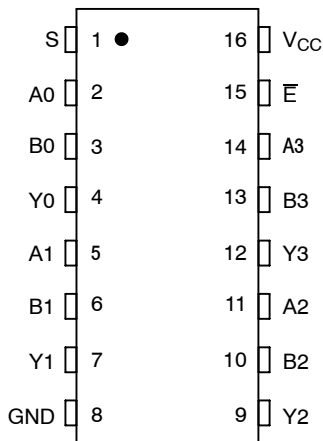 S 1 16 V_CC
A0 2 15 E̅
B0 3 14 A3
Y0 4 13 B3
A1 5 12 Y3
B1 6 11 A2
Y1 7 10 B2
GND 8 9 Y2